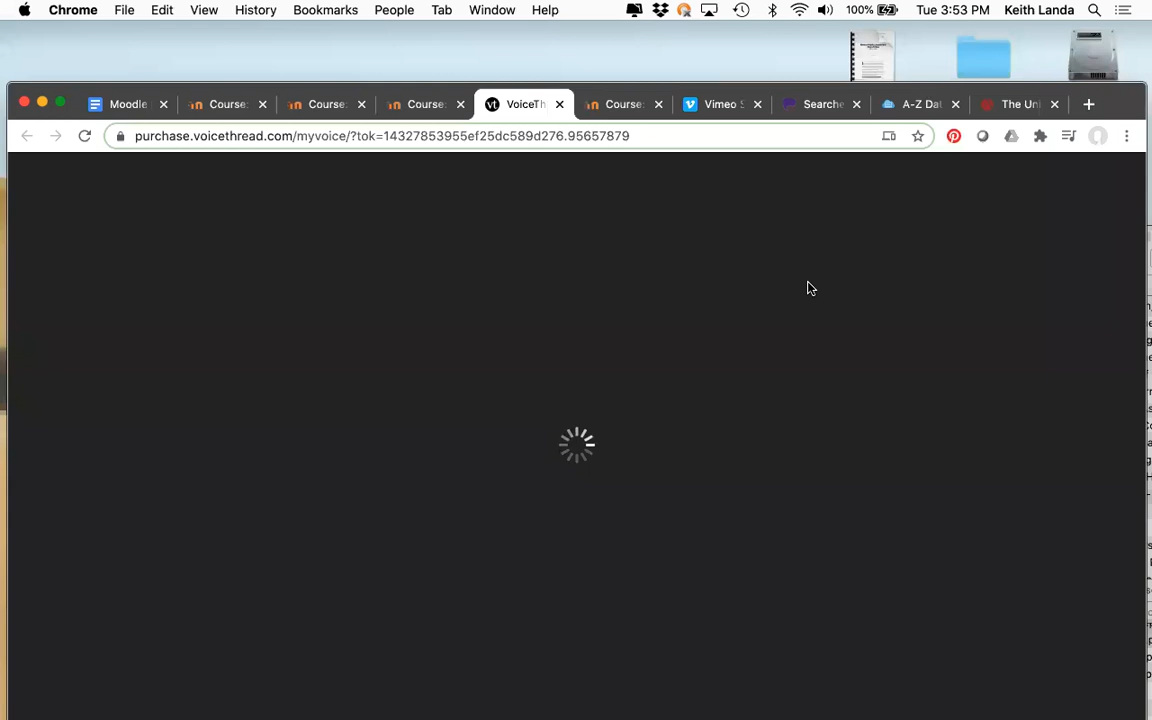 Chrome File Edit View History Bookmarks People Tab Window Help 100% Tue 3:53 PM Keith Landa
Moodle Course: Course: Course: VoiceTh Course: Vimeo S Searche A-Z Dat The Uni
purchase.voicethread.com/myvoice/?tok=14327853955ef25dc589d276.95657879